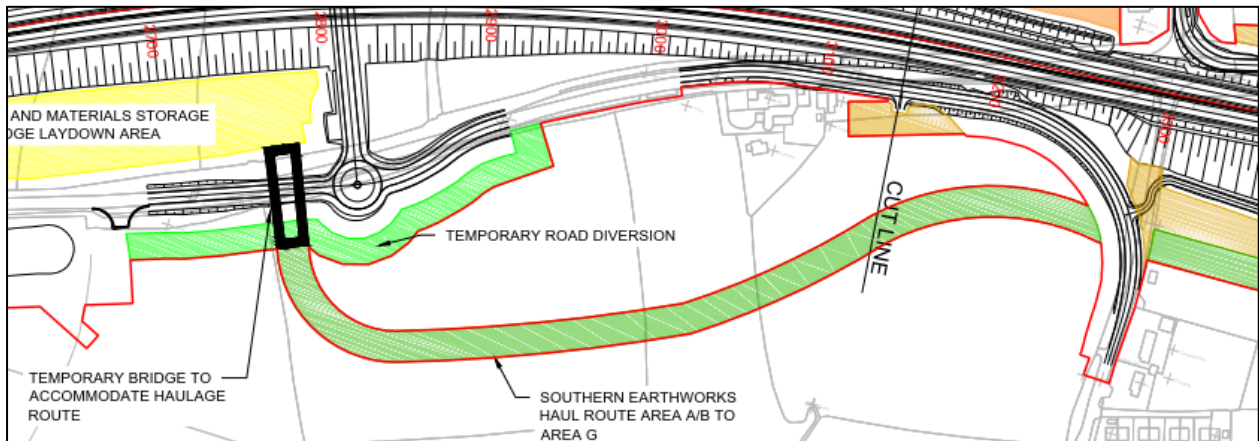 2700
2800
2900
3000
3100
3200
AND MATERIALS STORAGE
DGE LAYDOWN AREA
CUT LINE
TEMPORARY ROAD DIVERSION
TEMPORARY BRIDGE TO
ACCOMMODATE HAULAGE
ROUTE
SOUTHERN EARTHWORKS
HAUL ROUTE AREA A/B TO
AREA G